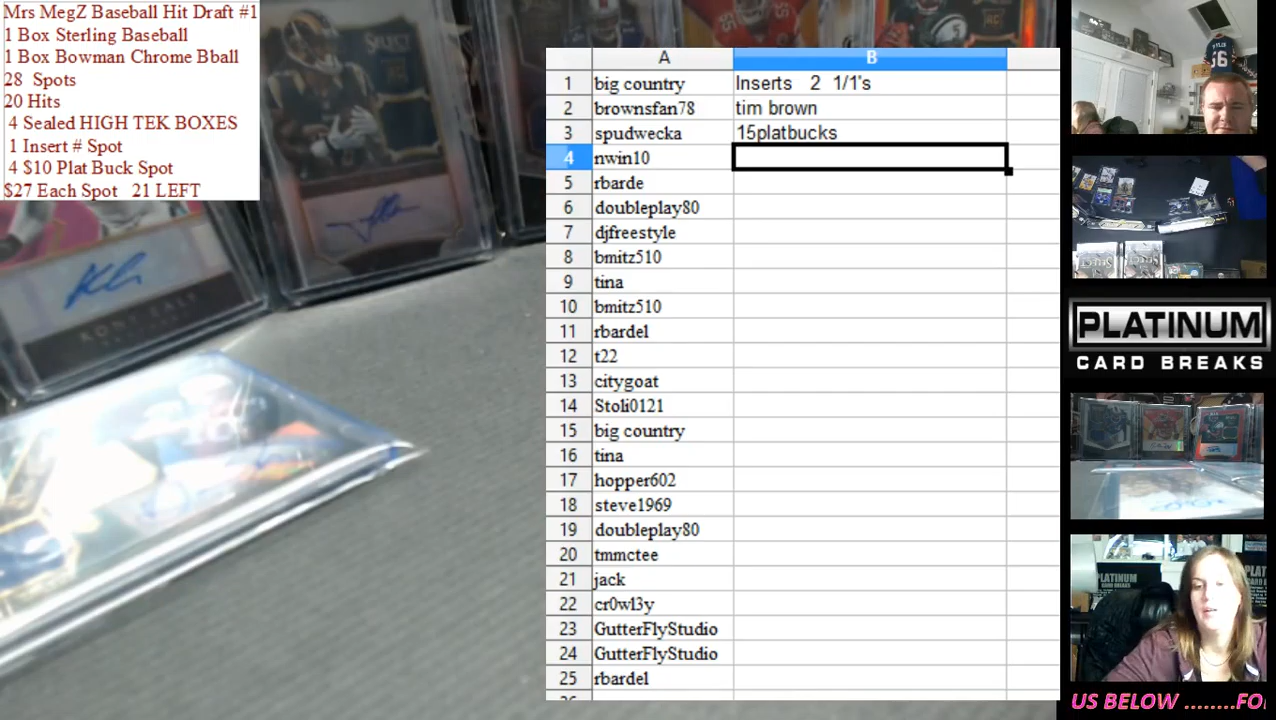 Mrs MegZ Baseball Hit Draft #1
1 Box Sterling Baseball
1 Box Bowman Chrome Bball
28 Spots
20 Hits
4 Sealed HIGH TEK BOXES
1 Insert # Spot
4 $10 Plat Buck Spot
$27 Each Spot 21 LEFT
SELECT
A B
1 big country Inserts 2 1/1's
2 brownsfan78 tim brown
3 spudwecka 15platbucks
4 nwin10
5 rbarde
6 doubleplay80
7 djfreestyle
8 bmitz510
9 tina
10 bmitz510
11 rbardel
12 t22
13 citygoat
14 Stoli0121
15 big country
16 tina
17 hopper602
18 steve1969
19 doubleplay80
20 tmmctee
21 jack
22 cr0wl3y
23 GutterFlyStudio
24 GutterFlyStudio
25 rbardel
PLATINUM
CARD BREAKS
PLATINUM
US BELOW ........FO